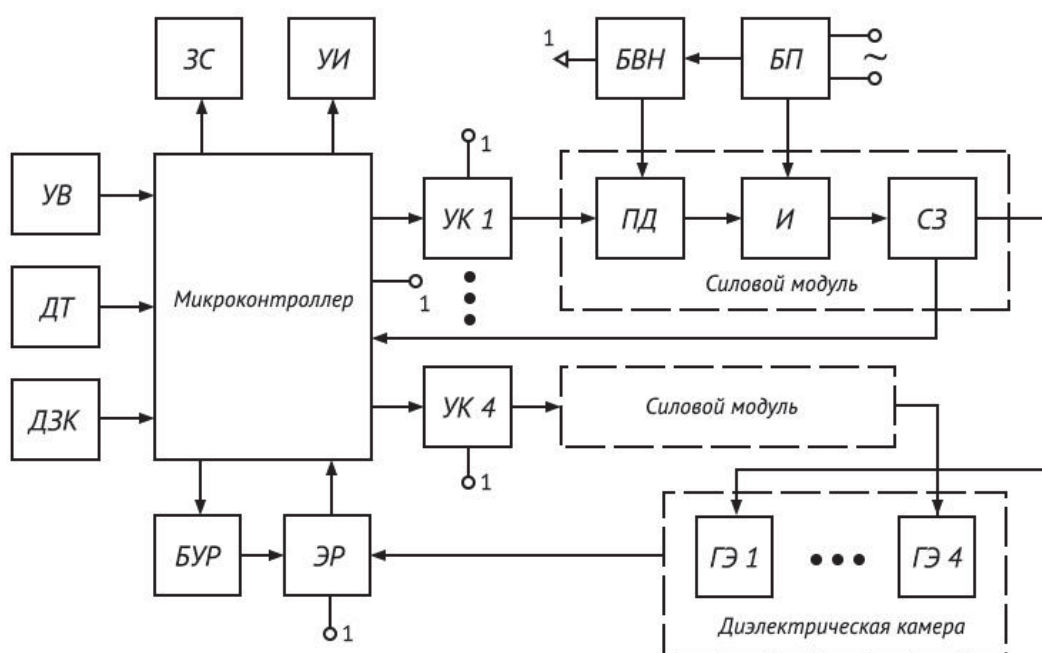 ЗС
УИ
1
БВН
БП
~
УВ
1
Микроконтроллер
УК 1
ПД
И
СЗ
Силовой модуль
ДТ
1
ДЗК
УК 4
Силовой модуль
1
БУР
ЭР
ГЭ 1
ГЭ 4
1
Диэлектрическая камера